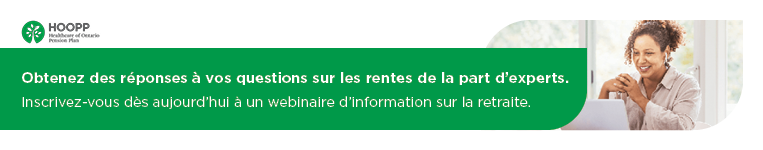 HOOPP
Healthcare of Ontario
Pension Plan
Obtenez des réponses à vos questions sur les rentes de la part d'experts.
Inscrivez-vous dès aujourd'hui à un webinaire d'information sur la retraite.